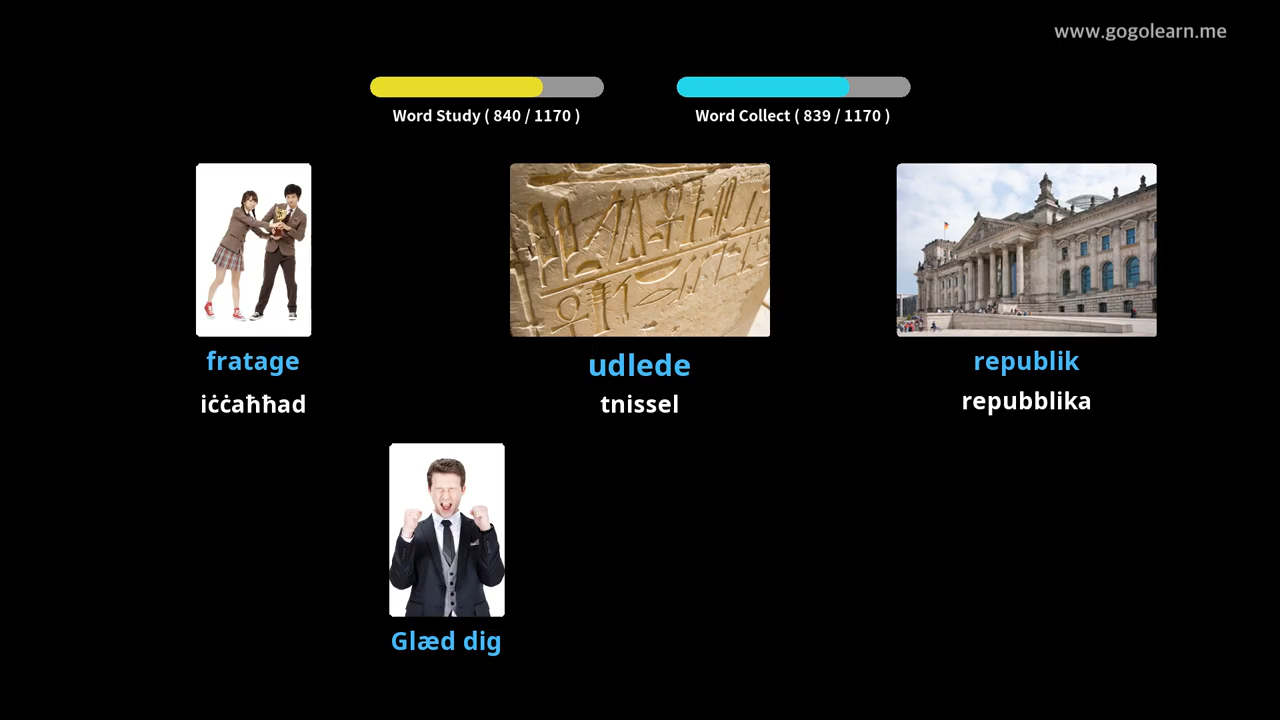 www.gogolearn.me
Word Study ( 840 / 1170 )
Word Collect ( 839 / 1170 )
fratage
iċċaħħad
udlede
tnissel
republik
repubblika
Glæd dig